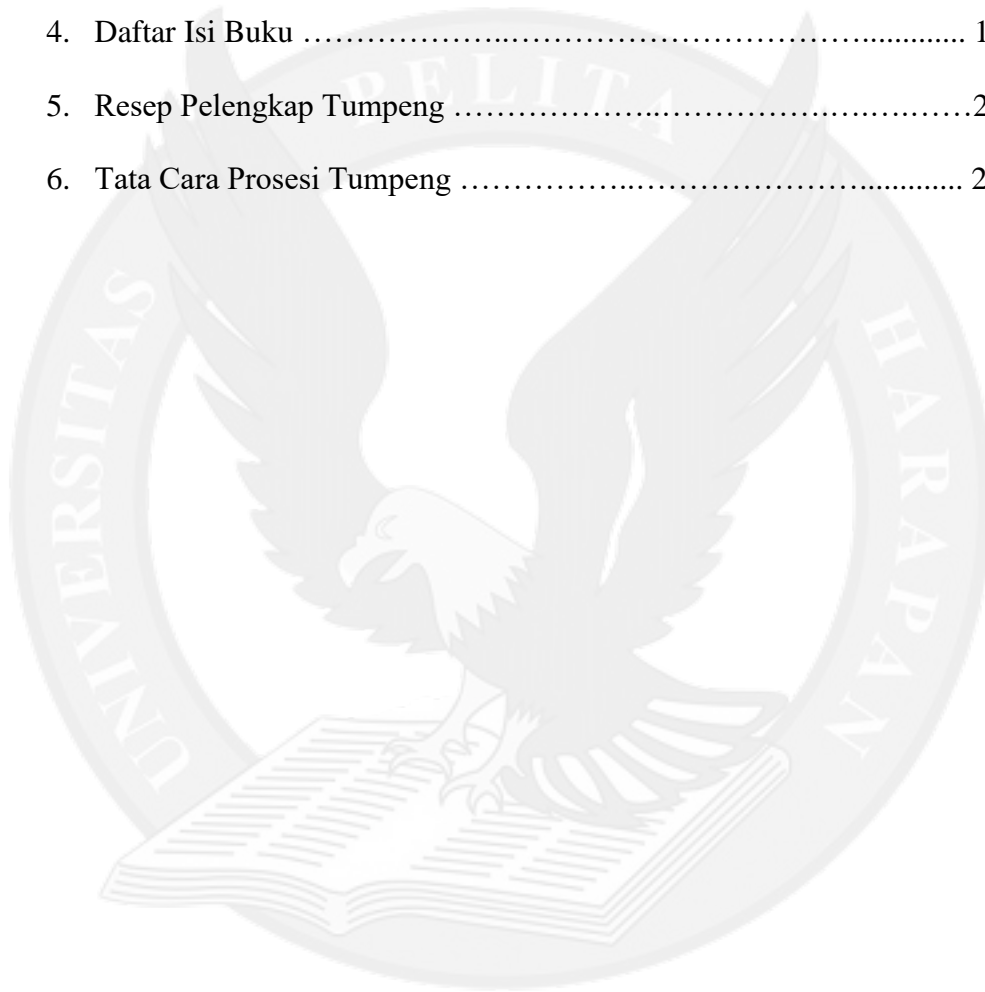 4. Daftar Isi Buku ………………..……………………………............. 1
5. Resep Pelengkap Tumpeng ………………..…………….….……2
6. Tata Cara Prosesi Tumpeng ……………..…………………............. 2
UNIVERSITAS PELITA HARAPAN